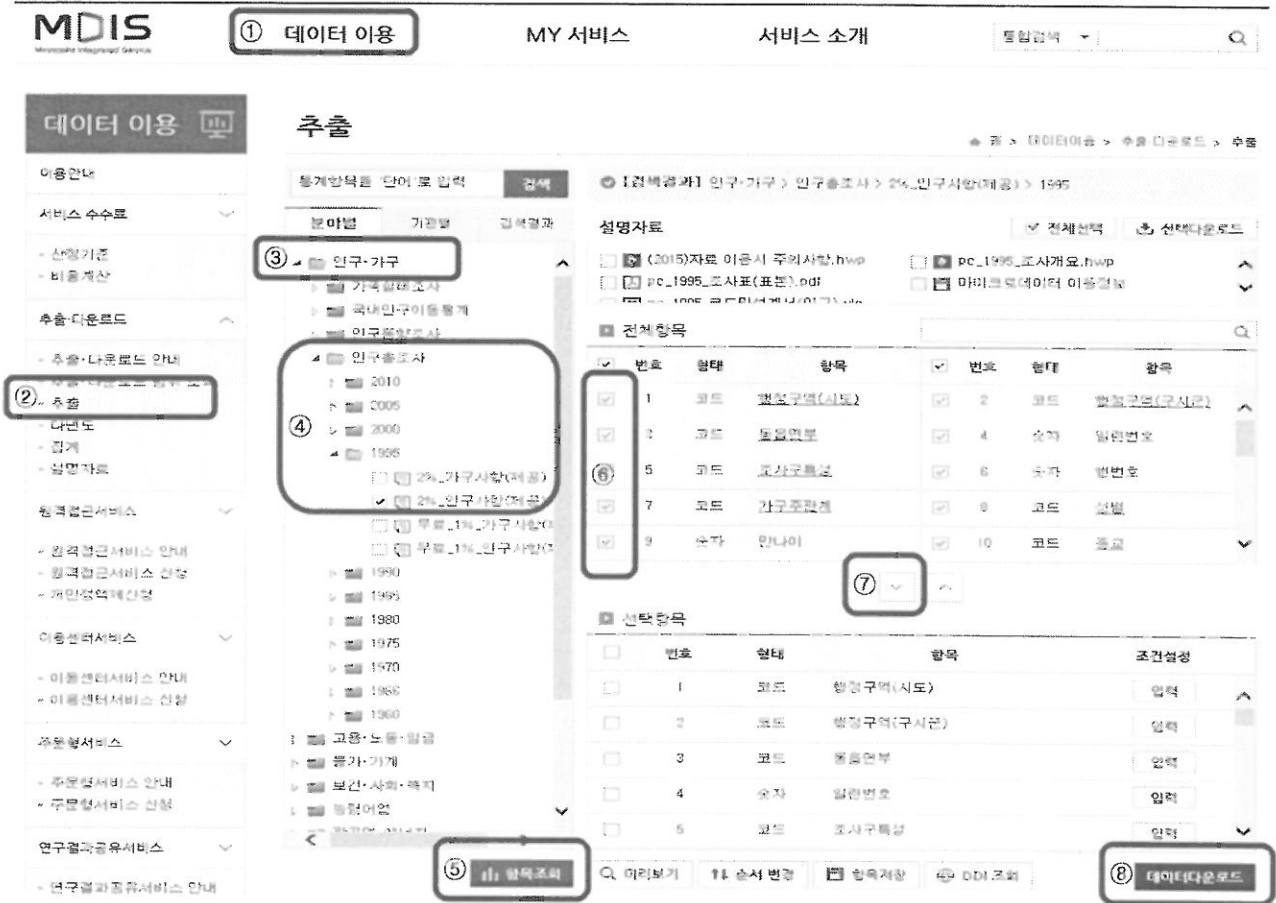 MDIS
① 데이터 이용
MY 서비스
서비스 소개
통합검색
데이터 이용
이용안내
서비스 수수료
- 산정기준
- 비용계산
추출·다운로드
- 추출·다운로드 안내
② - 추출
- 다년도
- 집계
- 설명자료
원격접근서비스
- 원격접근서비스 안내
- 원격접근서비스 신청
이용센터서비스
- 이용센터서비스 안내
- 이용센터서비스 신청
주문형서비스
- 주문형서비스 안내
- 주문형서비스 신청
연구결과공유서비스
- 연구결과공유서비스 안내
추출
홈 > 데이터이용 > 추출·다운로드 > 추출
통계항목을 '단어'로 입력
검색
분야별 기관별 검색결과
③ 인구·가구
국내인구이동통계
인구동향조사
인구총조사
2010
2005
④ 2000
1995
2%_가구사항(제공)
2%_인구사항(제공)
무료_1%_가구사항(
무료_1%_인구사항(
1990
1985
1980
1975
1970
1966
1960
고용·노동·임금
물가·가계
보건·사회·복지
농림어업
⑤ 항목조회
【검색결과】 인구·가구 > 인구총조사 > 2%_인구사항(제공) > 1995
설명자료
전체선택
선택다운로드
(2015)자료 이용시 주의사항.hwp
pc_1995_조사개요.hwp
pc_1995_조사표(표본).pdf
마이크로데이터 이용정보
전체항목
번호 형태 항목 번호 형태 항목
1 코드 행정구역(시도) 2 코드 행정구역(구시군)
3 코드 동읍면부 4 숫자 일련번호
⑥ 5 코드 조사구특성 6 숫자 행번호
7 코드 가구주관계 8 코드 성별
9 숫자 만나이 10 코드 종교
⑦
선택항목
번호 형태 항목 조건설정
1 코드 행정구역(시도) 입력
2 코드 행정구역(구시군) 입력
3 코드 동읍면부 입력
4 숫자 일련번호 입력
5 코드 조사구특성 입력
미리보기
순서 변경
항목저장
DDI 조회
⑧ 데이터다운로드